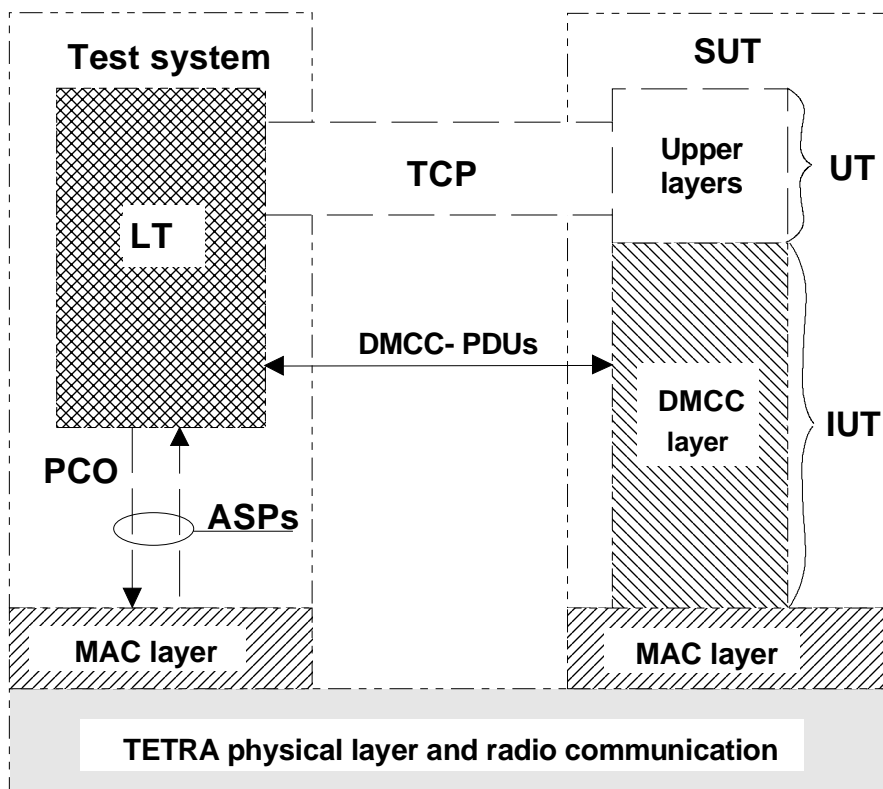 Test system
SUT
Upper
layers
UT
TCP
LT
DMCC- PDUs
DMCC
layer
IUT
PCO
ASPs
MAC layer
MAC layer
TETRA physical layer and radio communication